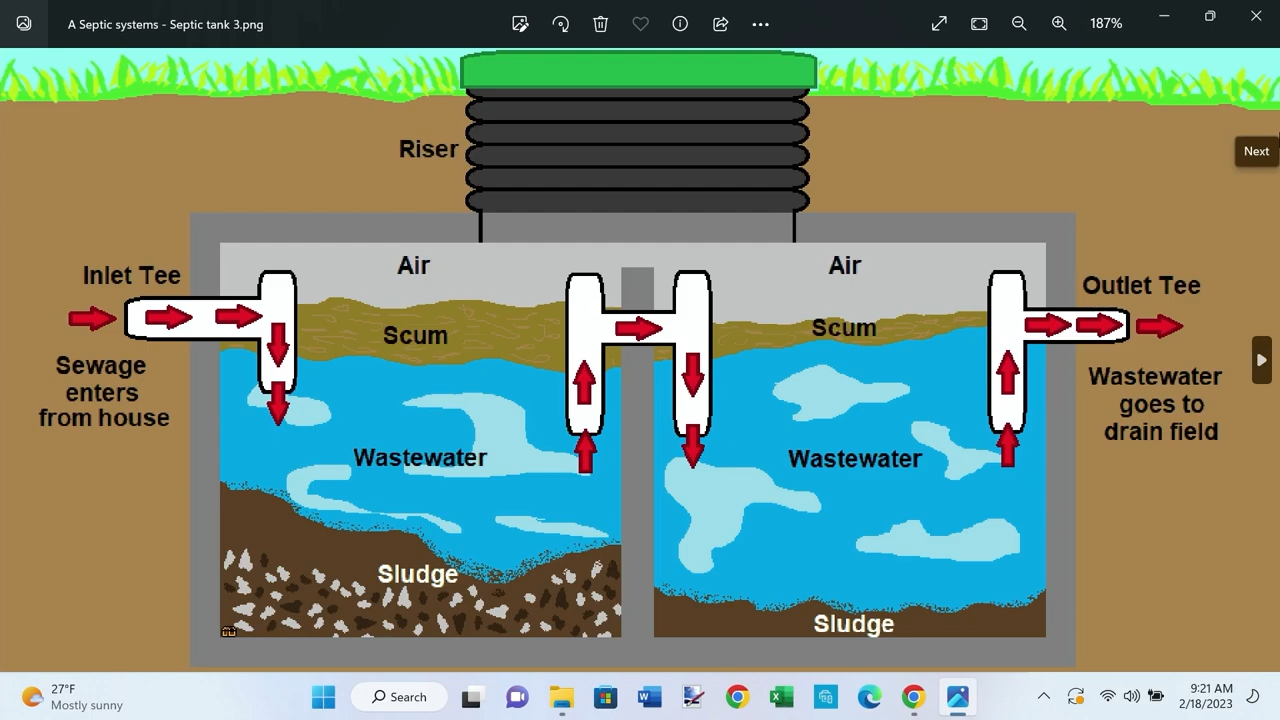 A Septic systems - Septic tank 3.png
187%
Riser
Next
Air
Air
Inlet Tee
Outlet Tee
Scum
Scum
Sewage
enters
from house
Wastewater
goes to
drain field
Wastewater
Wastewater
Sludge
Sludge
27°F
Mostly sunny
Search
9:21 AM
2/18/2023